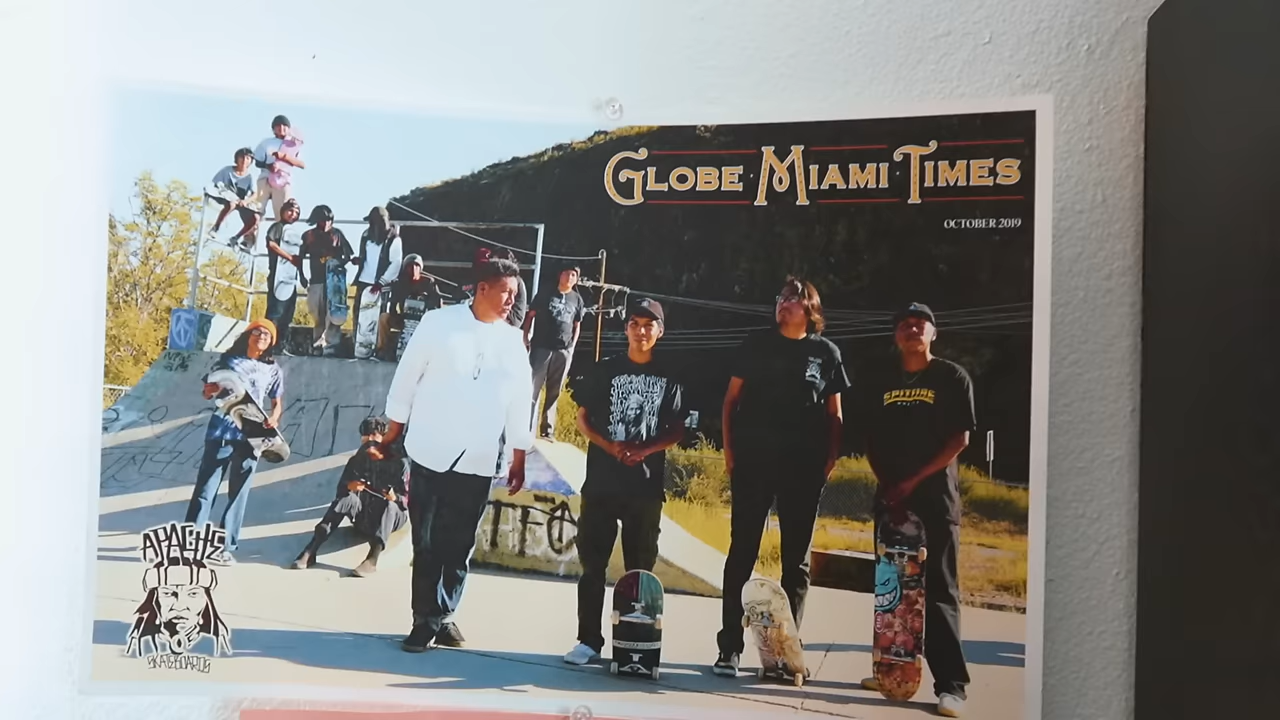 GLOBE·MIAMI·TIMES
OCTOBER 2019
SPITFIRE
APACHE
SKATEBOARDS